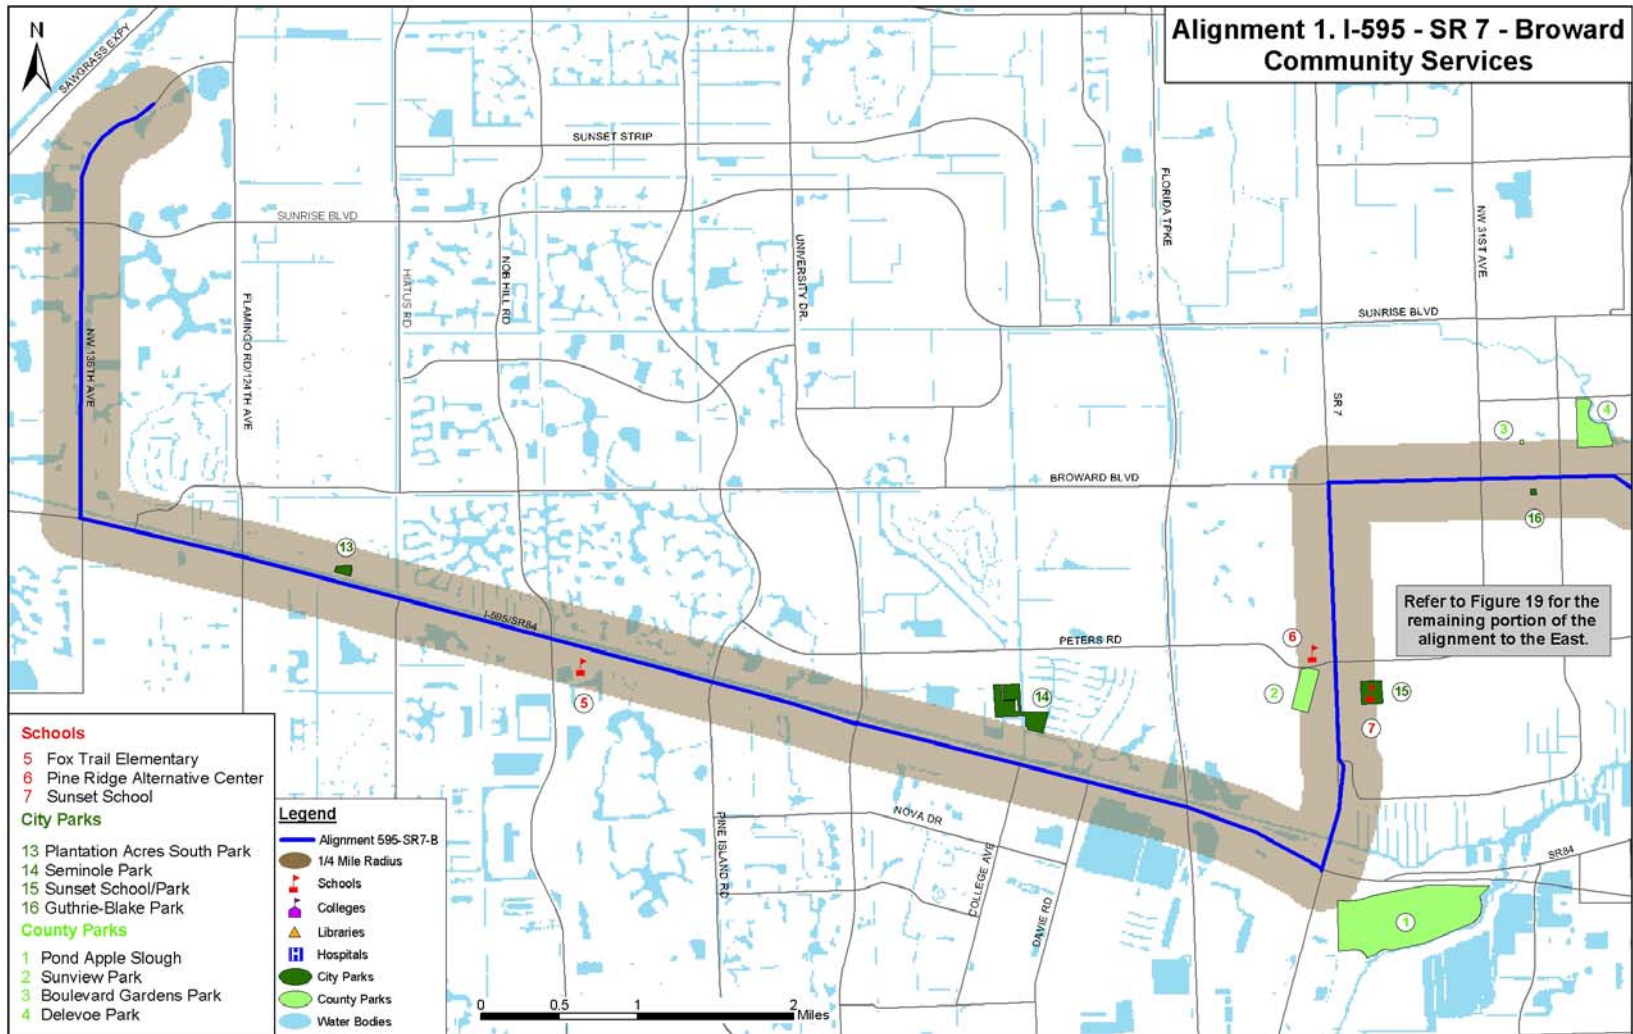 Alignment 1. I-595 - SR 7 - Broward
Community Services
N
SAWGRASS EXPY
SUNSET STRIP
SUNRISE BLVD
FLORIDA TPKE
NW 31ST AVE
UNIVERSITY DR.
NOB HILL RD
HIATUS RD
FLAMINGO RD/124TH AVE
NW 136TH AVE
SUNRISE BLVD
SR 7
4
3
BROWARD BLVD
16
13
Refer to Figure 19 for the
remaining portion of the
alignment to the East.
I-595/SR84
PETERS RD
6
5
14
2
15
7
NOVA DR
PINE ISLAND RD
COLLEGE AVE
DAVIE RD
SR84
1
Schools
5 Fox Trail Elementary
6 Pine Ridge Alternative Center
7 Sunset School
City Parks
13 Plantation Acres South Park
14 Seminole Park
15 Sunset School/Park
16 Guthrie-Blake Park
County Parks
1 Pond Apple Slough
2 Sunview Park
3 Boulevard Gardens Park
4 Delevoe Park
Legend
Alignment 595-SR7-B
1/4 Mile Radius
Schools
Colleges
Libraries
H Hospitals
City Parks
County Parks
Water Bodies
0 0.5 1 2
Miles